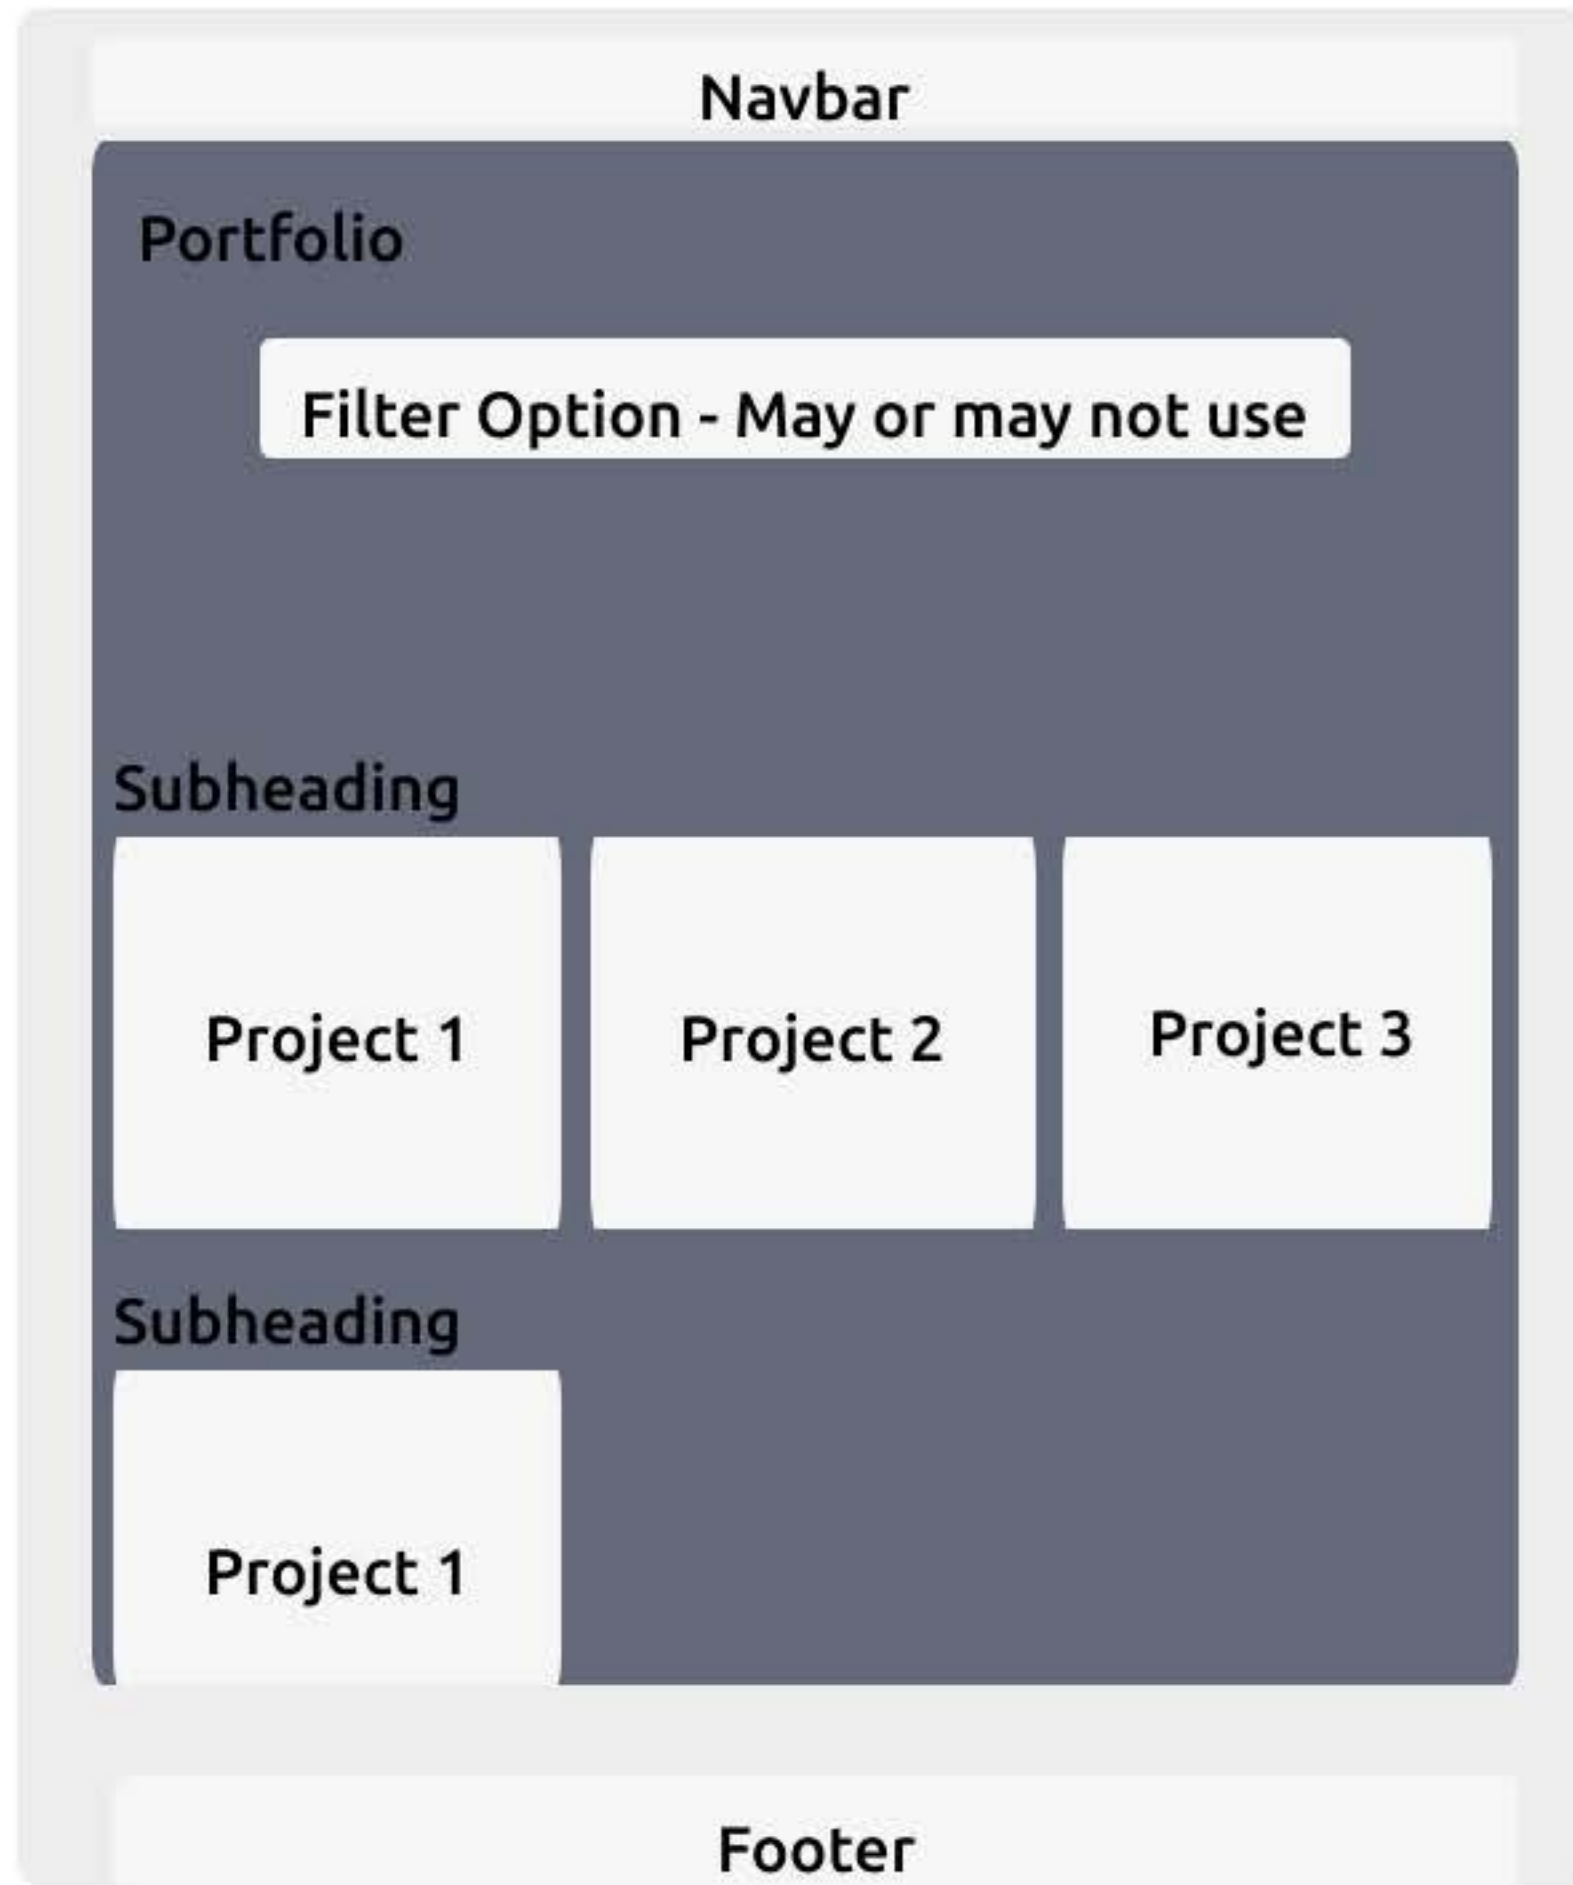 Navbar
Portfolio
Filter Option - May or may not use
Subheading
Project 1
Project 2
Project 3
Subheading
Project 1
Footer